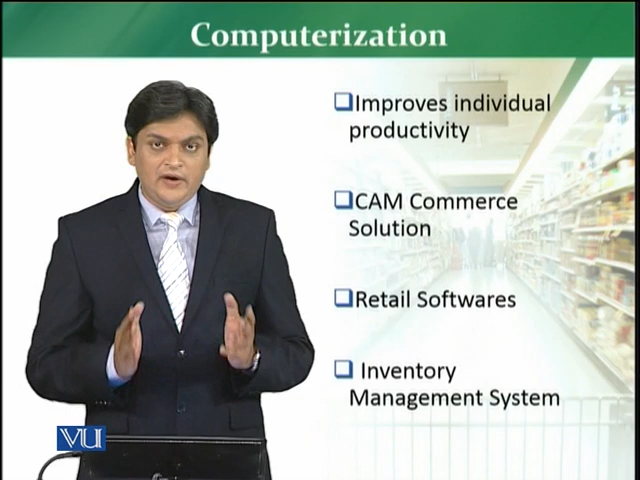 Computerization
Improves individual
productivity
CAM Commerce
Solution
Retail Softwares
Inventory
Management System
VU